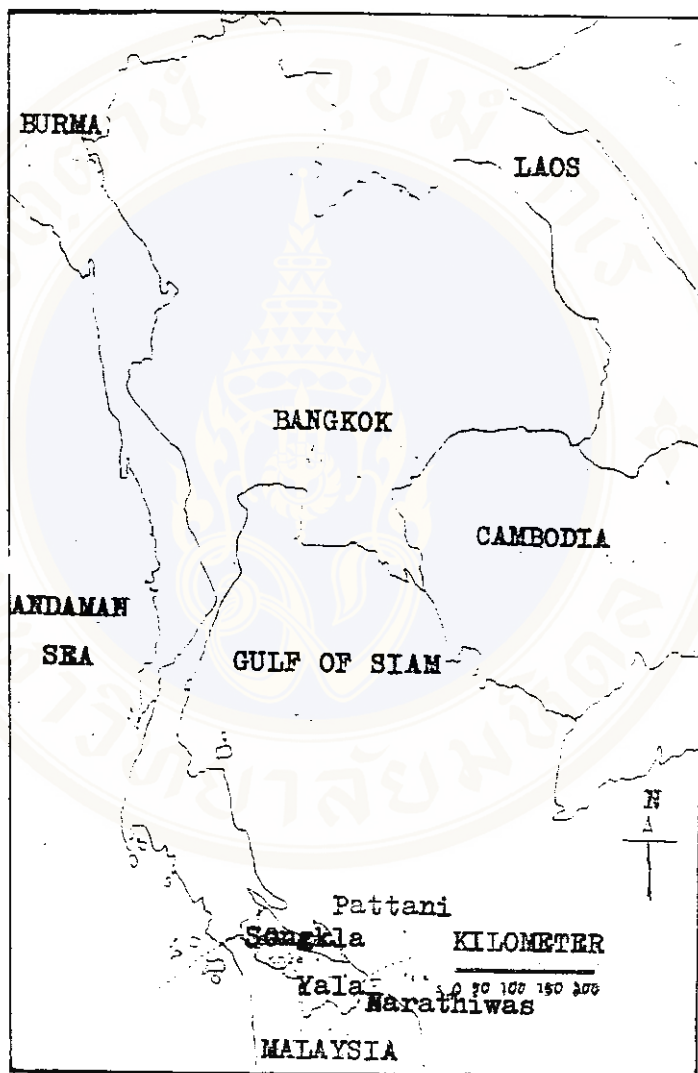 BURMA
LAOS
BANGKOK
CAMBODIA
ANDAMAN
SEA
GULF OF SIAM
N
Pattani
Songkla
KILOMETER
0 50 100 150 200
Yala
Narathiwas
MALAYSIA